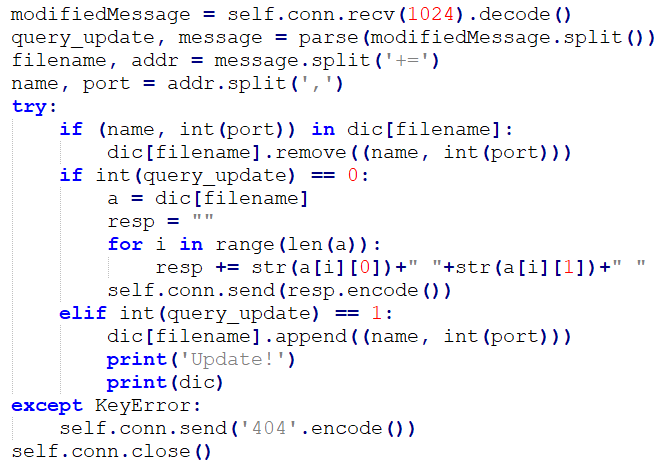 modifiedMessage = self.conn.recv(1024).decode()
query_update, message = parse(modifiedMessage.split())
filename, addr = message.split('+=')
name, port = addr.split(',')
try:
    if (name, int(port)) in dic[filename]:
        dic[filename].remove((name, int(port)))
    if int(query_update) == 0:
        a = dic[filename]
        resp = ""
        for i in range(len(a)):
            resp += str(a[i][0])+" "+str(a[i][1])+" "
        self.conn.send(resp.encode())
    elif int(query_update) == 1:
        dic[filename].append((name, int(port)))
        print('Update!')
        print(dic)
except KeyError:
    self.conn.send('404'.encode())
self.conn.close()